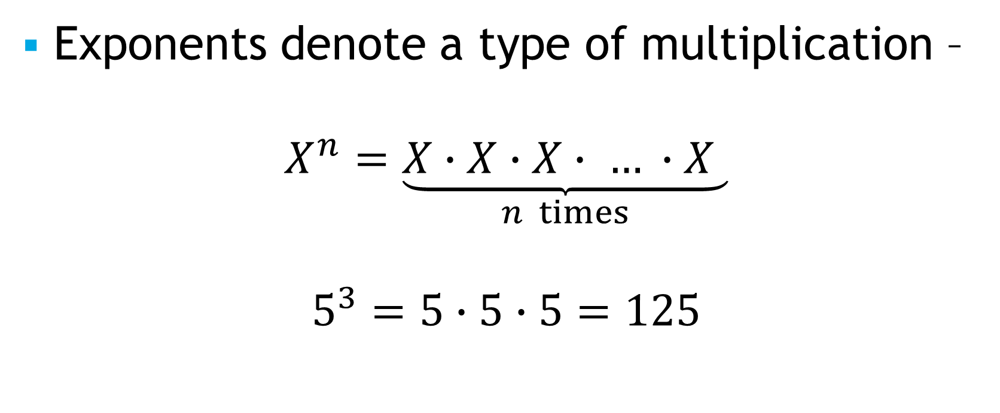 ▪ Exponents denote a type of multiplication –
Xⁿ = X · X · X · … · X
n times
5³ = 5 · 5 · 5 = 125